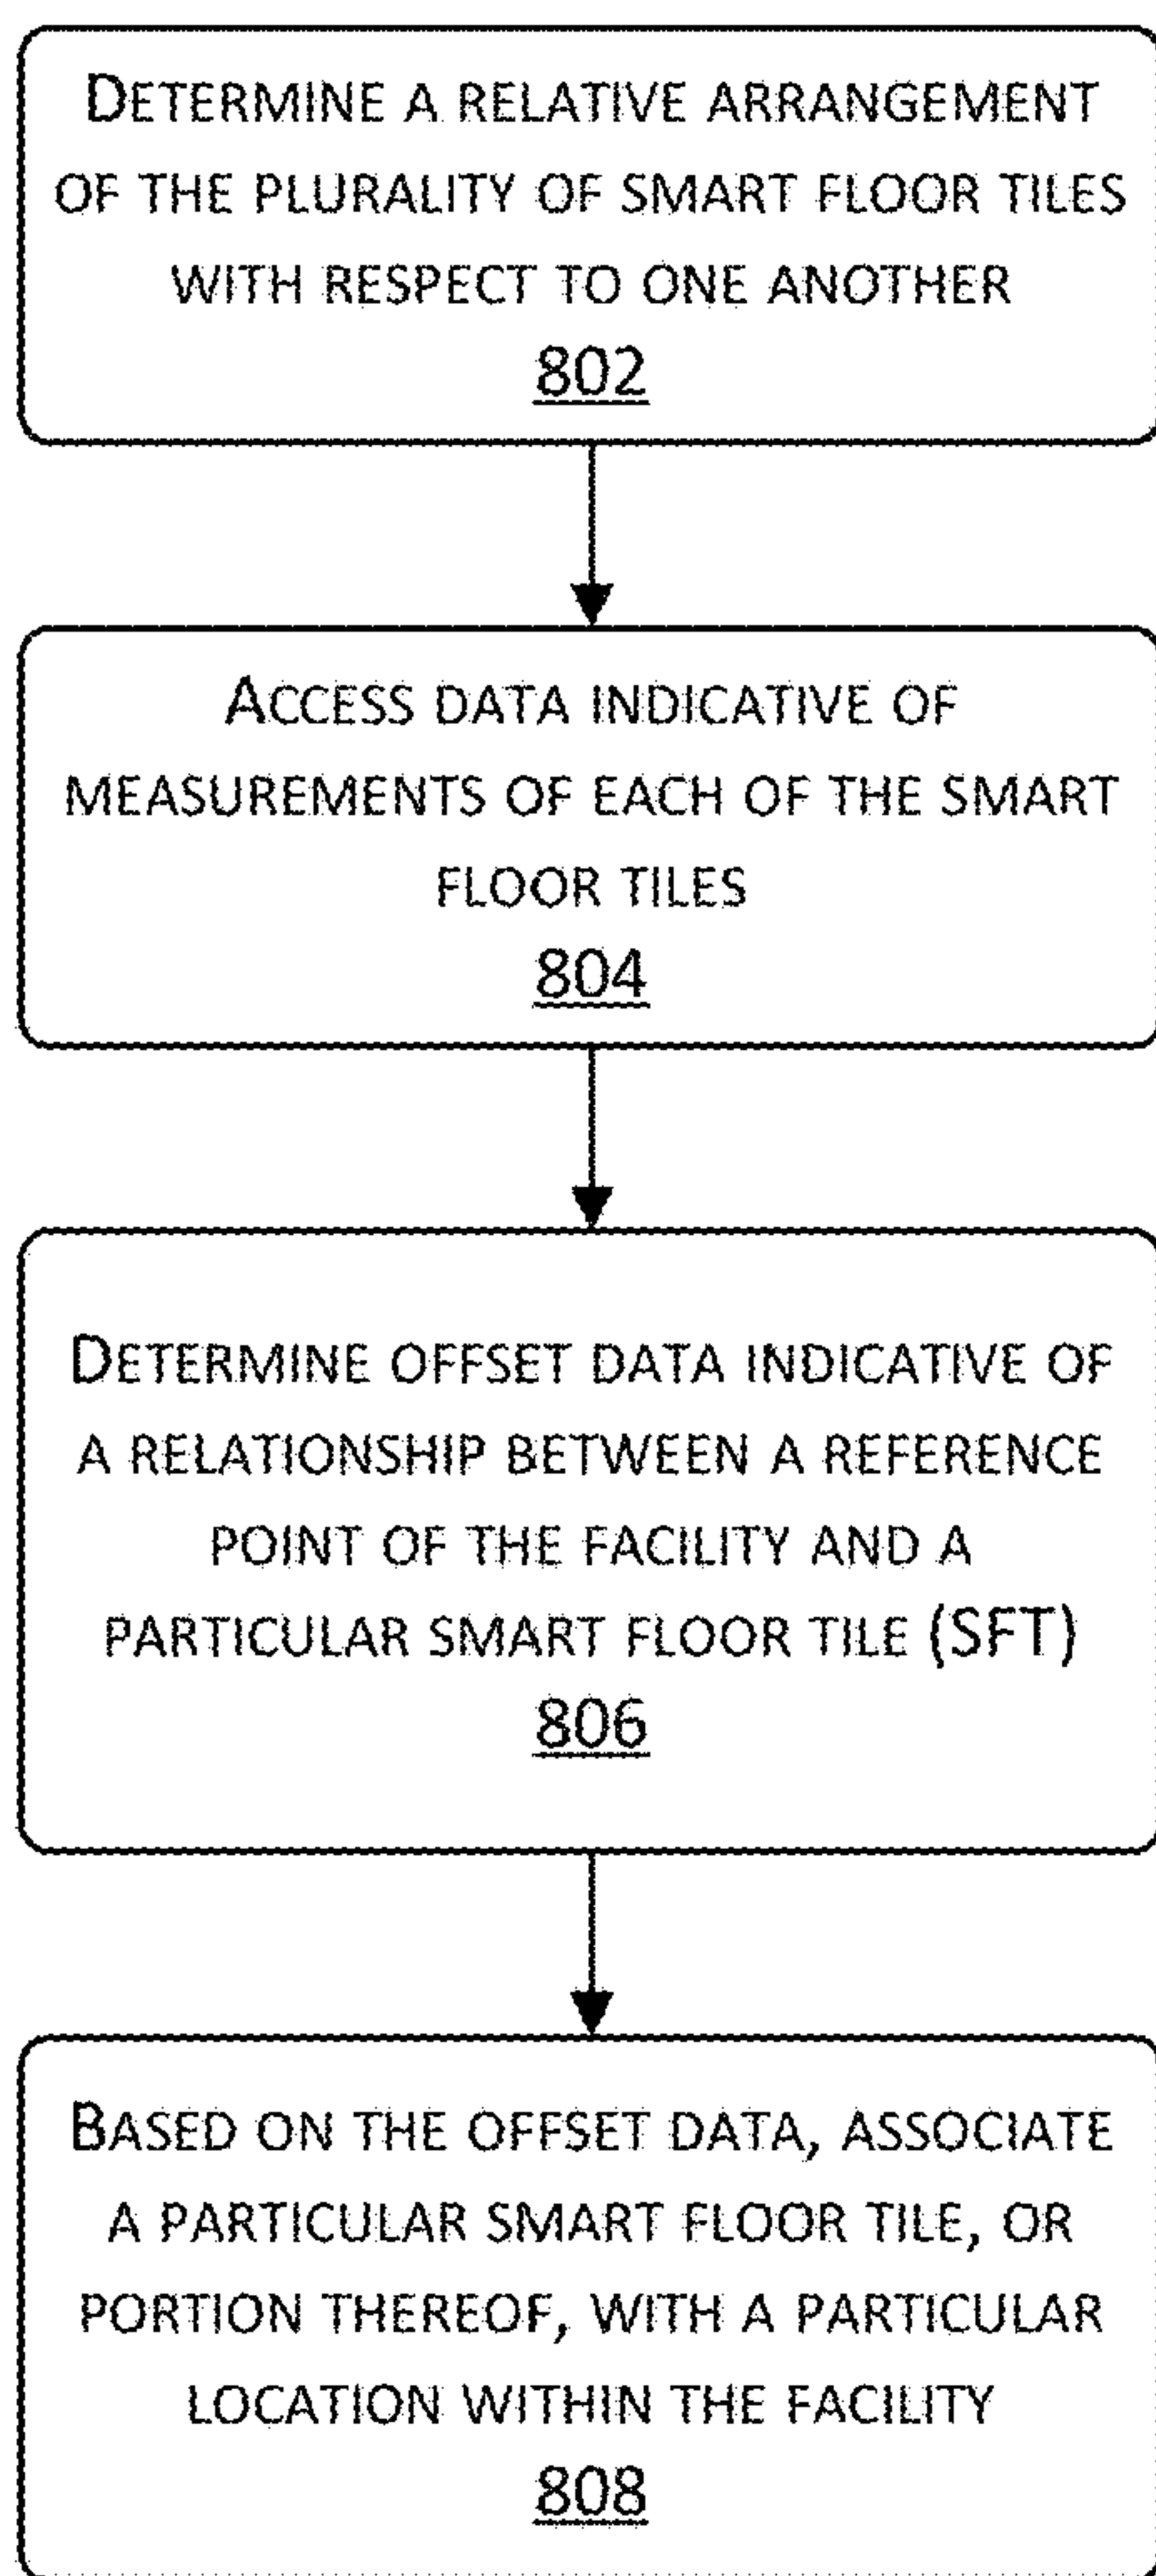 DETERMINE A RELATIVE ARRANGEMENT
OF THE PLURALITY OF SMART FLOOR TILES
WITH RESPECT TO ONE ANOTHER
802
ACCESS DATA INDICATIVE OF
MEASUREMENTS OF EACH OF THE SMART
FLOOR TILES
804
DETERMINE OFFSET DATA INDICATIVE OF
A RELATIONSHIP BETWEEN A REFERENCE
POINT OF THE FACILITY AND A
PARTICULAR SMART FLOOR TILE (SFT)
806
BASED ON THE OFFSET DATA, ASSOCIATE
A PARTICULAR SMART FLOOR TILE, OR
PORTION THEREOF, WITH A PARTICULAR
LOCATION WITHIN THE FACILITY
808